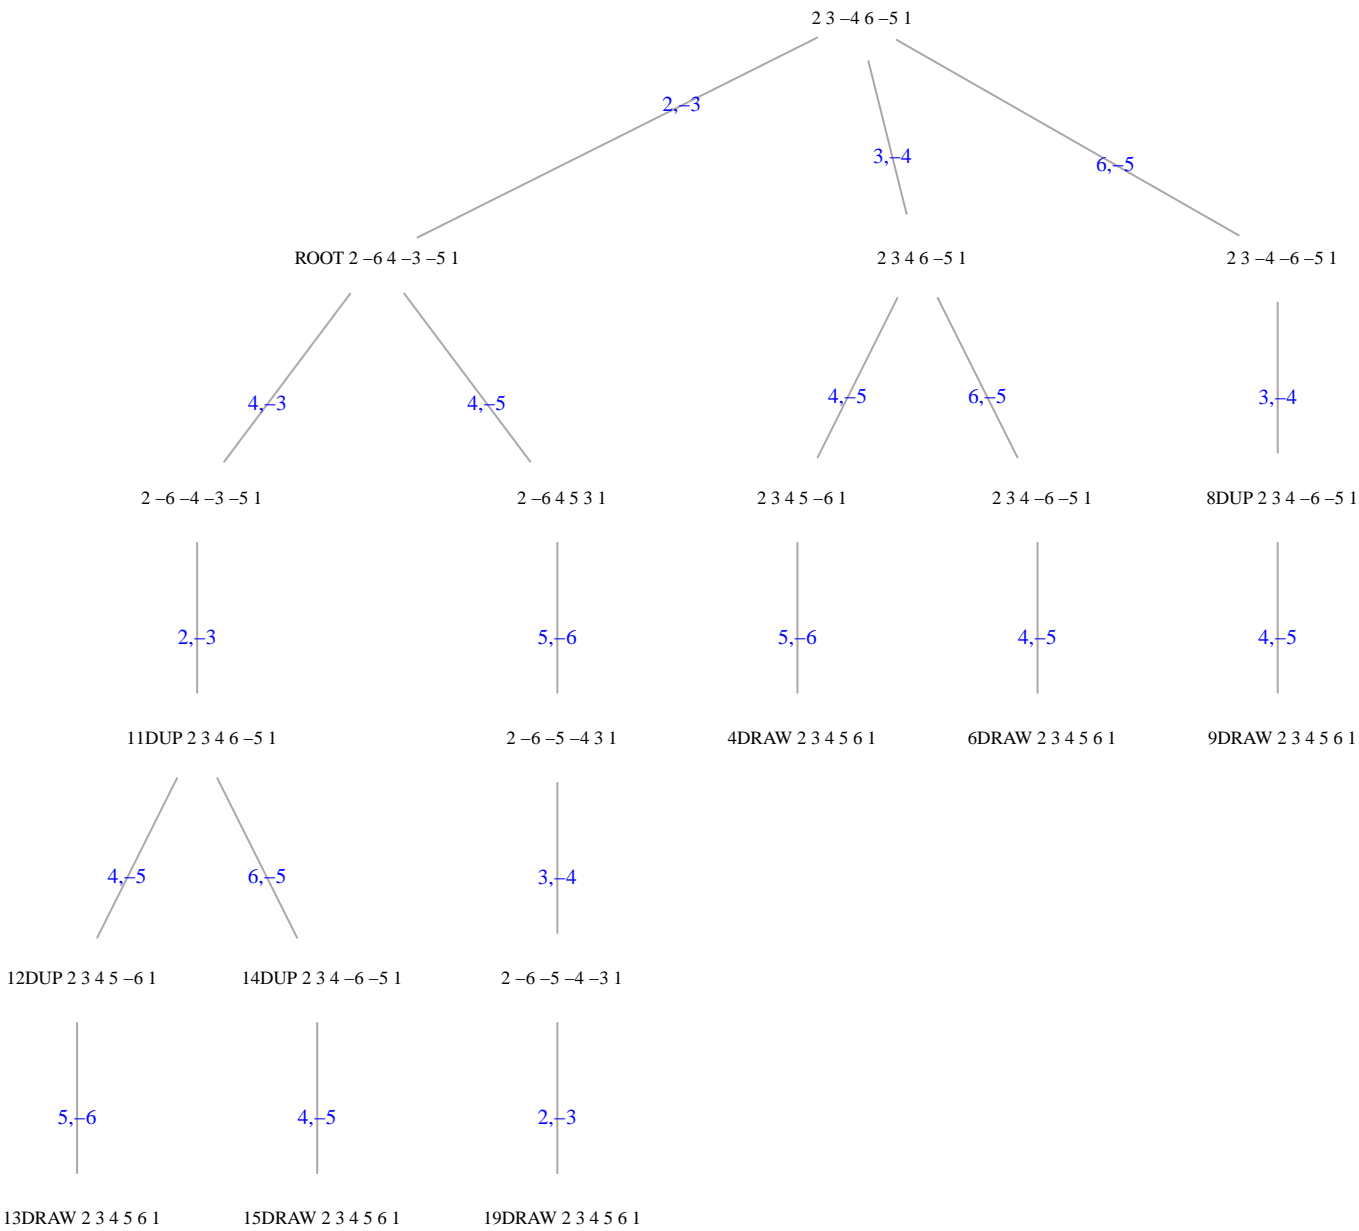 2 3 –4 6 –5 1
2,–3
3,–4
6,–5
ROOT 2 –6 4 –3 –5 1
2 3 4 6 –5 1
2 3 –4 –6 –5 1
4,–3
4,–5
4,–5
6,–5
3,–4
2 –6 –4 –3 –5 1
2 –6 4 5 3 1
2 3 4 5 –6 1
2 3 4 –6 –5 1
8DUP 2 3 4 –6 –5 1
2,–3
5,–6
5,–6
4,–5
4,–5
11DUP 2 3 4 6 –5 1
2 –6 –5 –4 3 1
4DRAW 2 3 4 5 6 1
6DRAW 2 3 4 5 6 1
9DRAW 2 3 4 5 6 1
4,–5
6,–5
3,–4
12DUP 2 3 4 5 –6 1
14DUP 2 3 4 –6 –5 1
2 –6 –5 –4 –3 1
5,–6
4,–5
2,–3
13DRAW 2 3 4 5 6 1
15DRAW 2 3 4 5 6 1
19DRAW 2 3 4 5 6 1